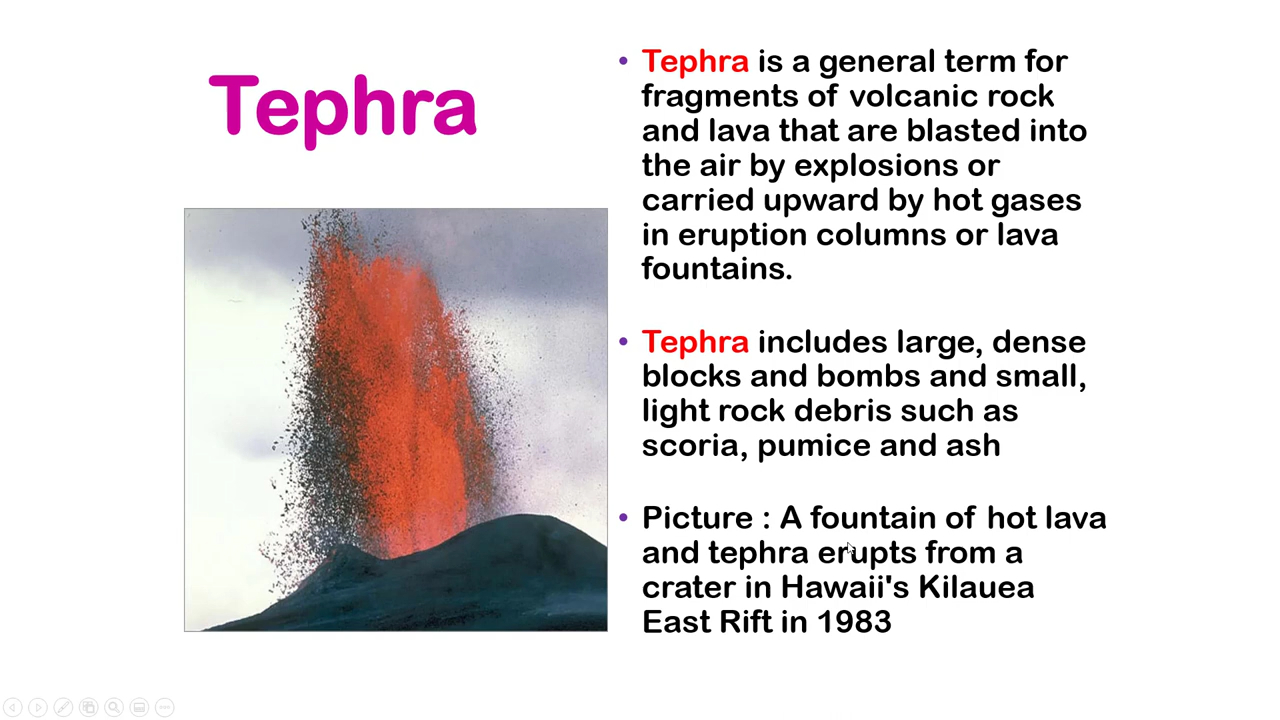 Tephra
• Tephra is a general term for
fragments of volcanic rock
and lava that are blasted into
the air by explosions or
carried upward by hot gases
in eruption columns or lava
fountains.
• Tephra includes large, dense
blocks and bombs and small,
light rock debris such as
scoria, pumice and ash
• Picture : A fountain of hot lava
and tephra erupts from a
crater in Hawaii's Kilauea
East Rift in 1983